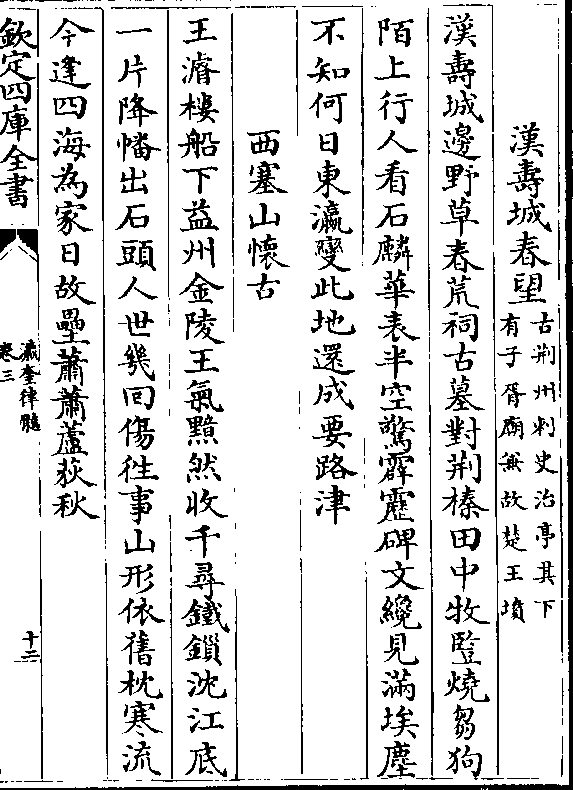 漢壽城春望古荆州刺史治亭其下
有子胥廟無故楚王墳
漢壽城邊野草春荒祠古墓對荆榛田中牧豎燒芻狗
陌上行人看石麟華表半空驚霹靂碑文纔見滿埃塵
不知何日東瀛變此地還成要路津
西塞山懐古
王濬樓船下益州金陵王氣黯然收千尋鐵鎖沈江底
一片降幡出石頭人世幾回傷徃事山形依舊枕寒流
今逢四海為家日故壘蕭蕭蘆荻秋
欽定四庫全書
瀛奎律髓
卷三
十二